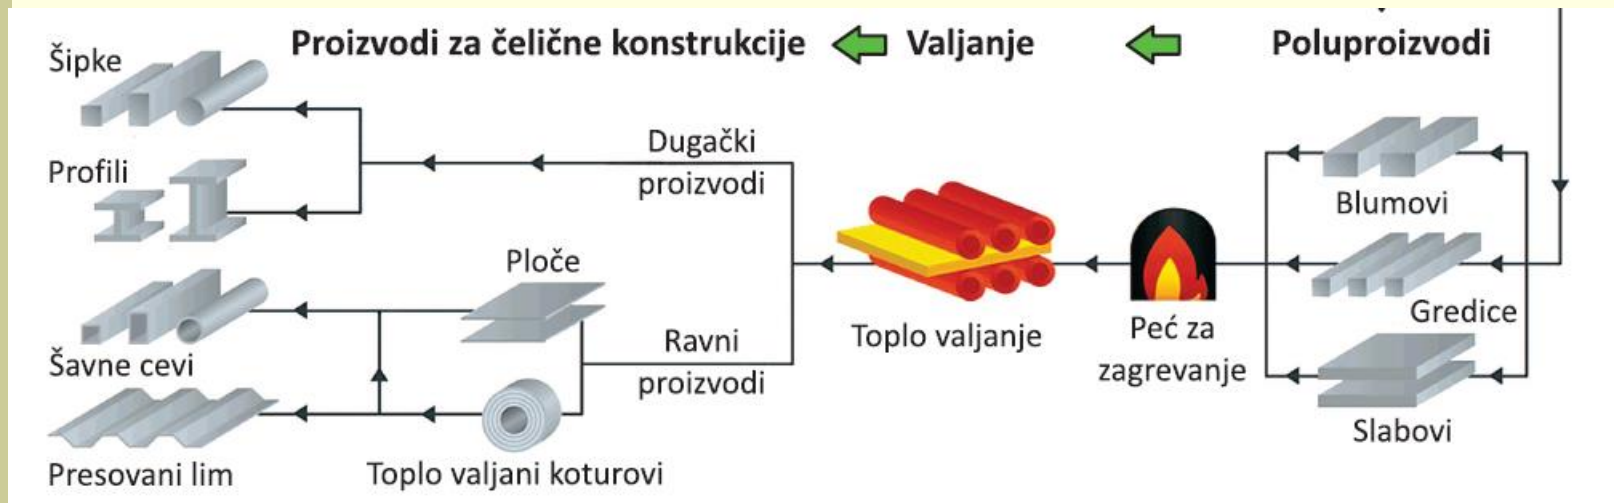 Proizvodi za čelične konstrukcije
Valjanje
Poluproizvodi
Šipke
Profili
Dugački
proizvodi
Ploče
Ravni
proizvodi
Šavne cevi
Presovani lim
Toplo valjani koturovi
Toplo valjanje
Peć za
zagrevanje
Blumovi
Gredice
Slabovi